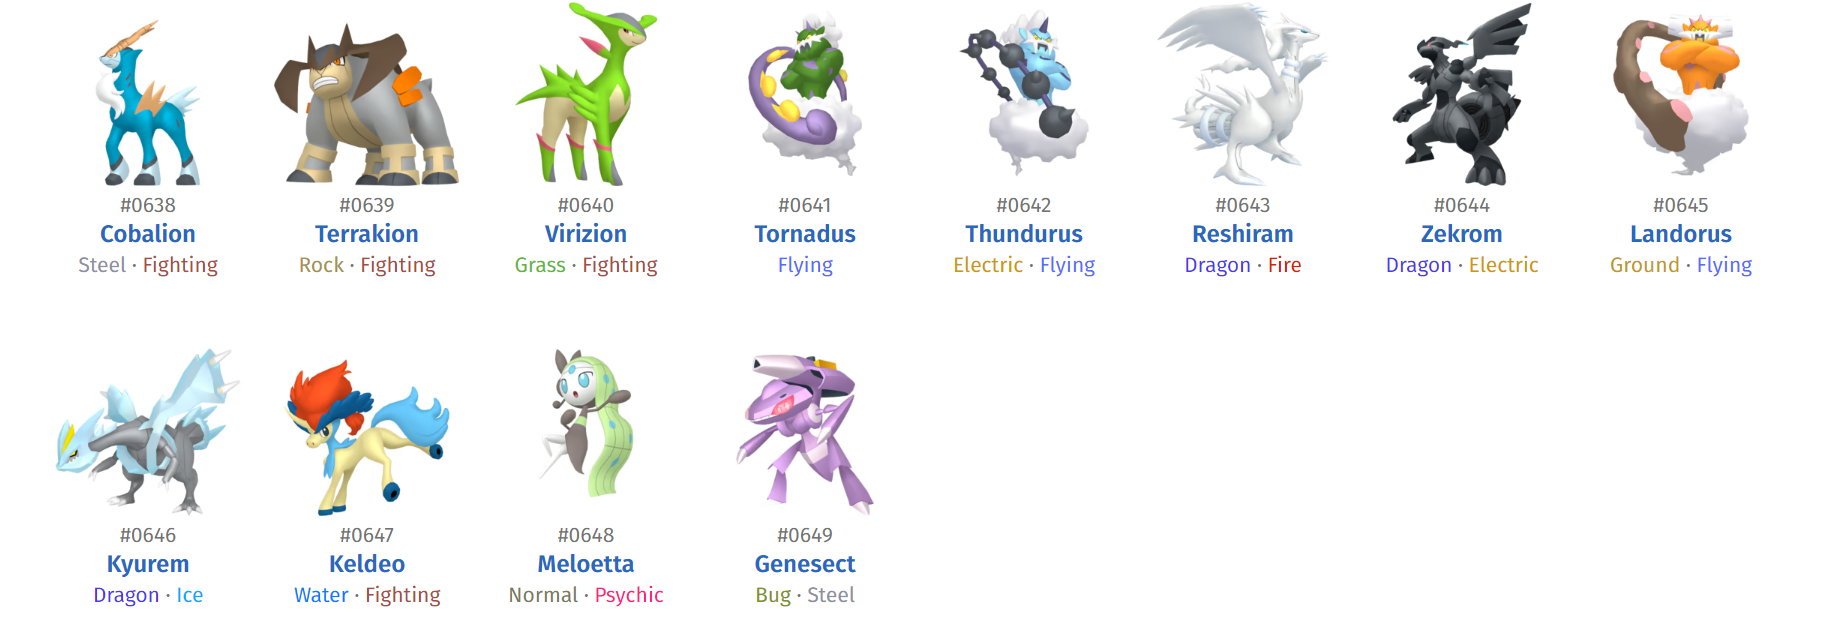 #0638
Cobalion
Steel · Fighting
#0639
Terrakion
Rock · Fighting
#0640
Virizion
Grass · Fighting
#0641
Tornadus
Flying
#0642
Thundurus
Electric · Flying
#0643
Reshiram
Dragon · Fire
#0644
Zekrom
Dragon · Electric
#0645
Landorus
Ground · Flying
#0646
Kyurem
Dragon · Ice
#0647
Keldeo
Water · Fighting
#0648
Meloetta
Normal · Psychic
#0649
Genesect
Bug · Steel